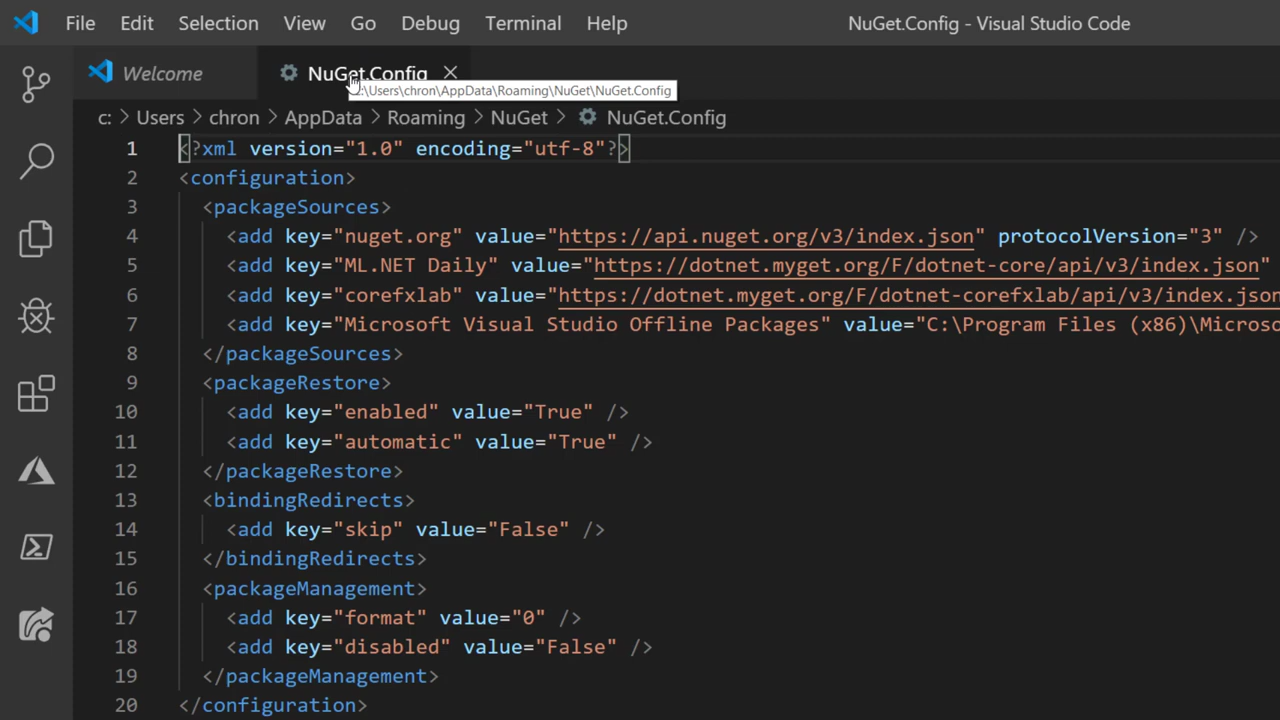 File Edit Selection View Go Debug Terminal Help NuGet.Config - Visual Studio Code
Welcome NuGet.Config
:\Users\chron\AppData\Roaming\NuGet\NuGet.Config
c: > Users > chron > AppData > Roaming > NuGet > NuGet.Config
1 <?xml version="1.0" encoding="utf-8"?>
2 <configuration>
3 <packageSources>
4 <add key="nuget.org" value="https://api.nuget.org/v3/index.json" protocolVersion="3" />
5 <add key="ML.NET Daily" value="https://dotnet.myget.org/F/dotnet-core/api/v3/index.json"
6 <add key="corefxlab" value="https://dotnet.myget.org/F/dotnet-corefxlab/api/v3/index.json
7 <add key="Microsoft Visual Studio Offline Packages" value="C:\Program Files (x86)\Microso
8 </packageSources>
9 <packageRestore>
10 <add key="enabled" value="True" />
11 <add key="automatic" value="True" />
12 </packageRestore>
13 <bindingRedirects>
14 <add key="skip" value="False" />
15 </bindingRedirects>
16 <packageManagement>
17 <add key="format" value="0" />
18 <add key="disabled" value="False" />
19 </packageManagement>
20 </configuration>